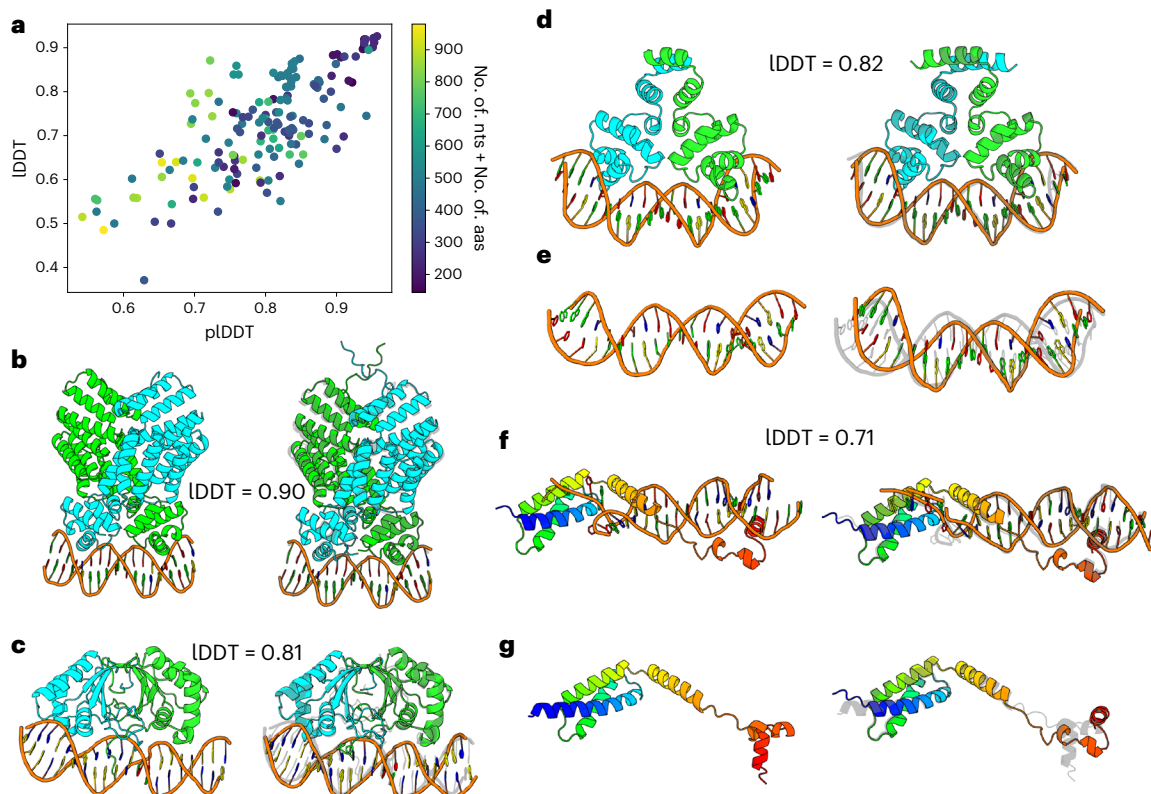 a
lDDT
0.9
0.8
0.7
0.6
0.5
0.4
0.6
0.7
0.8
0.9
plDDT
900
800
700
600
500
400
300
200
No. of. nts + No. of. aas
b
lDDT = 0.90
c
lDDT = 0.81
d
lDDT = 0.82
e
f
lDDT = 0.71
g